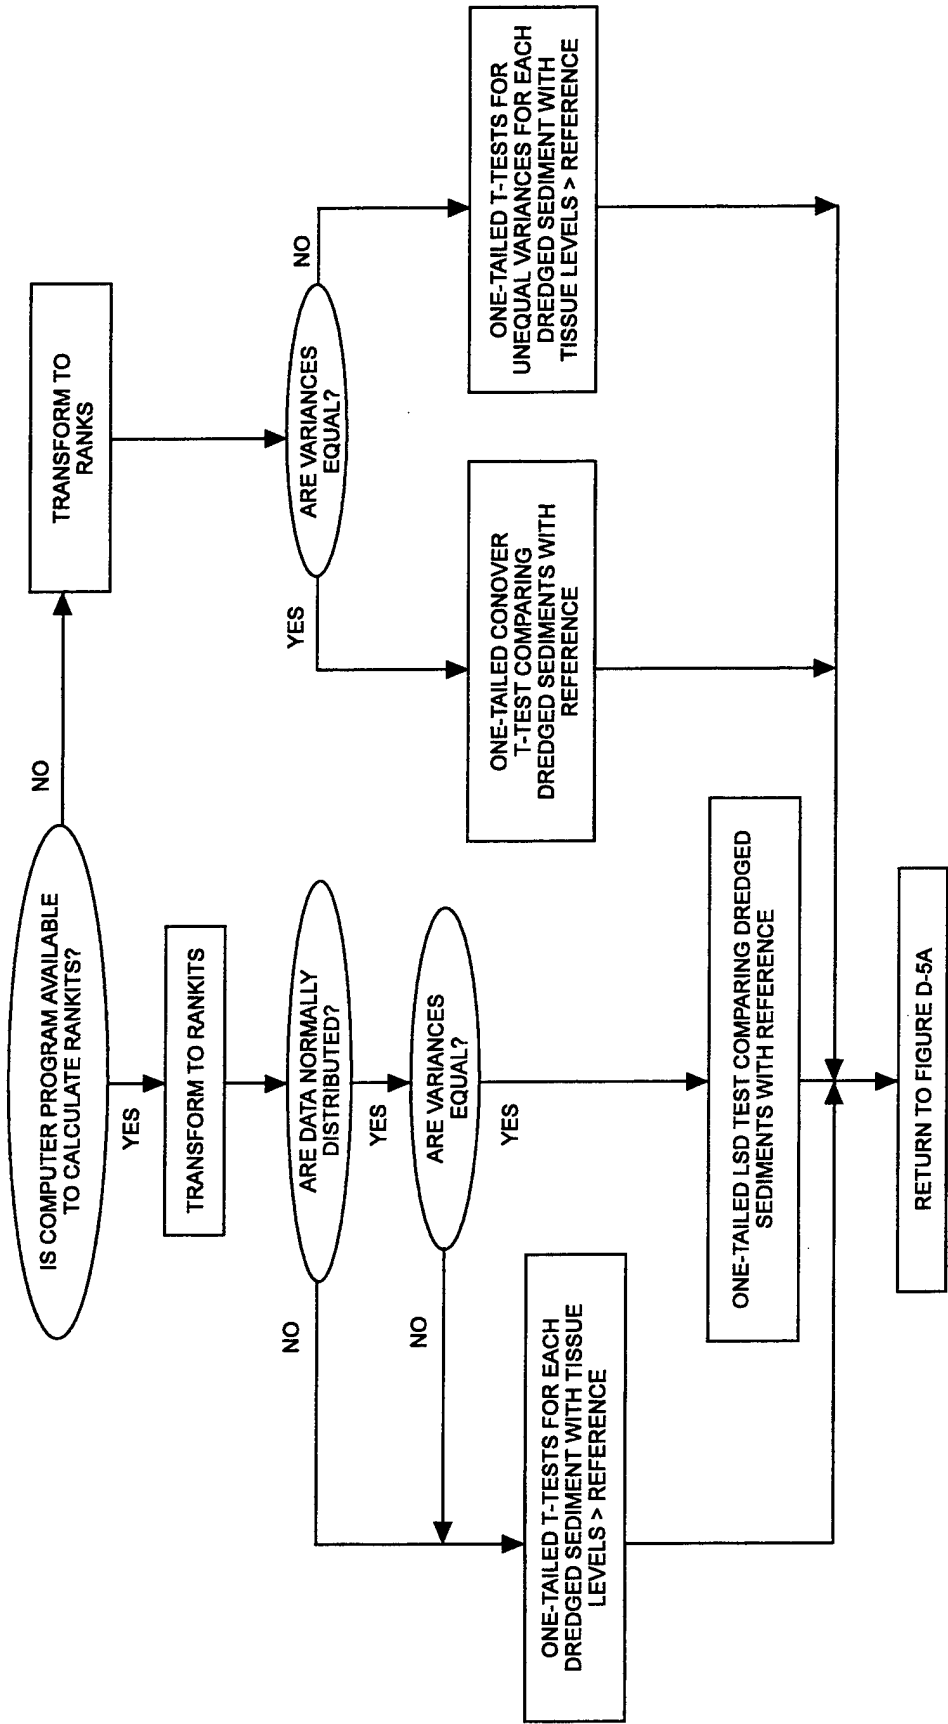 IS COMPUTER PROGRAM AVAILABLE
TO CALCULATE RANKITS?
NO
YES
TRANSFORM TO RANKITS
ARE DATA NORMALLY
DISTRIBUTED?
NO
YES
ARE VARIANCES
EQUAL?
NO
YES
ONE-TAILED T-TESTS FOR EACH
DREDGED SEDIMENT WITH TISSUE
LEVELS > REFERENCE
ONE-TAILED LSD TEST COMPARING DREDGED
SEDIMENTS WITH REFERENCE
TRANSFORM TO
RANKS
ARE VARIANCES
EQUAL?
YES
NO
ONE-TAILED CONOVER
T-TEST COMPARING
DREDGED SEDIMENTS WITH
REFERENCE
ONE-TAILED T-TESTS FOR
UNEQUAL VARIANCES FOR EACH
DREDGED SEDIMENT WITH
TISSUE LEVELS > REFERENCE
RETURN TO FIGURE D-5A